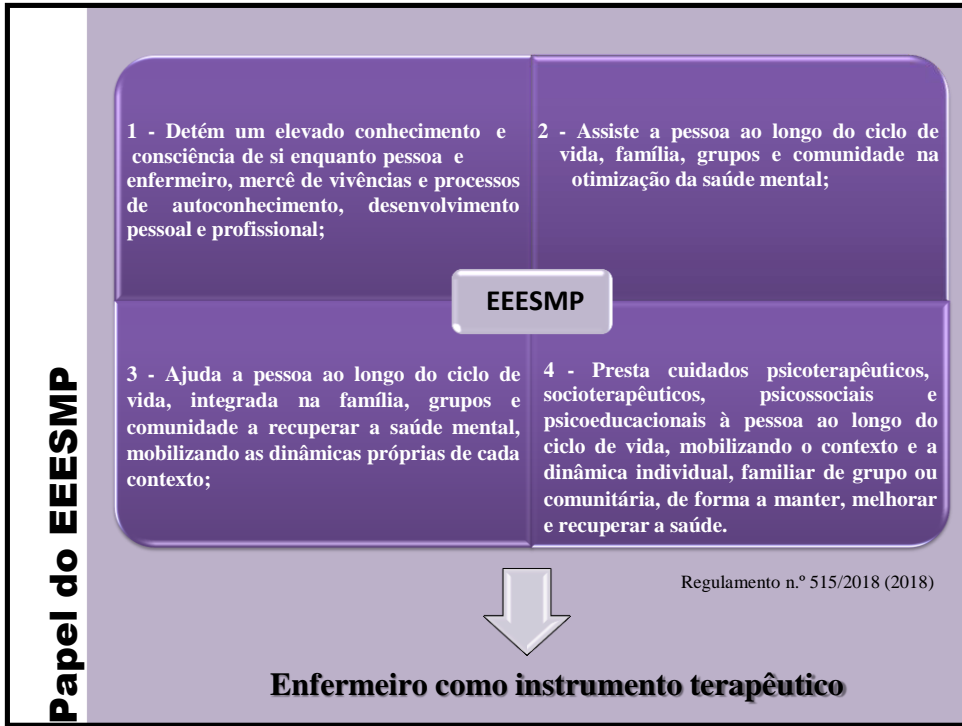 Papel do EEESMP
1 - Detém um elevado conhecimento e
consciência de si enquanto pessoa e
enfermeiro, mercê de vivências e processos
de autoconhecimento, desenvolvimento
pessoal e profissional;
2 - Assiste a pessoa ao longo do ciclo de
vida, família, grupos e comunidade na
otimização da saúde mental;
EEESMP
3 - Ajuda a pessoa ao longo do ciclo de
vida, integrada na família, grupos e
comunidade a recuperar a saúde mental,
mobilizando as dinâmicas próprias de cada
contexto;
4 - Presta cuidados psicoterapêuticos,
socioterapêuticos, psicossociais e
psicoeducacionais à pessoa ao longo do
ciclo de vida, mobilizando o contexto e a
dinâmica individual, familiar de grupo ou
comunitária, de forma a manter, melhorar
e recuperar a saúde.
Regulamento n.º 515/2018 (2018)
Enfermeiro como instrumento terapêutico